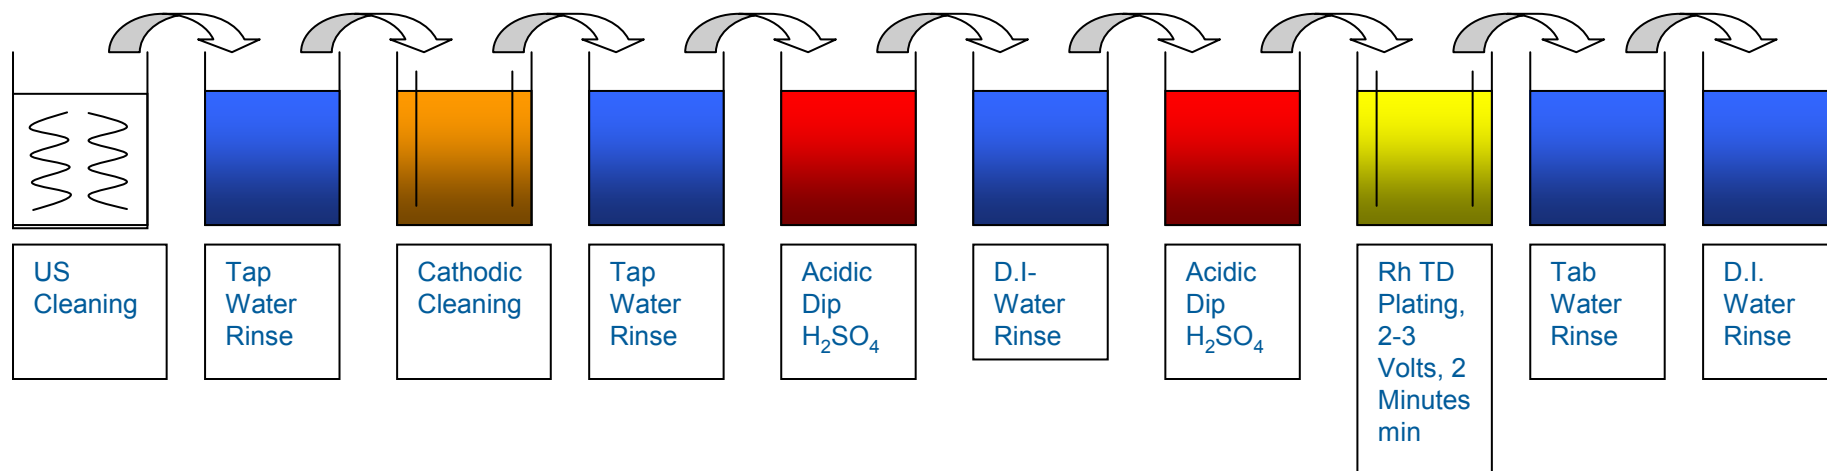 US
Cleaning
Tap
Water
Rinse
Cathodic
Cleaning
Tap
Water
Rinse
Acidic
Dip
H₂SO₄
D.I-
Water
Rinse
Acidic
Dip
H₂SO₄
Rh TD
Plating,
2-3
Volts, 2
Minutes
min
Tab
Water
Rinse
D.I.
Water
Rinse